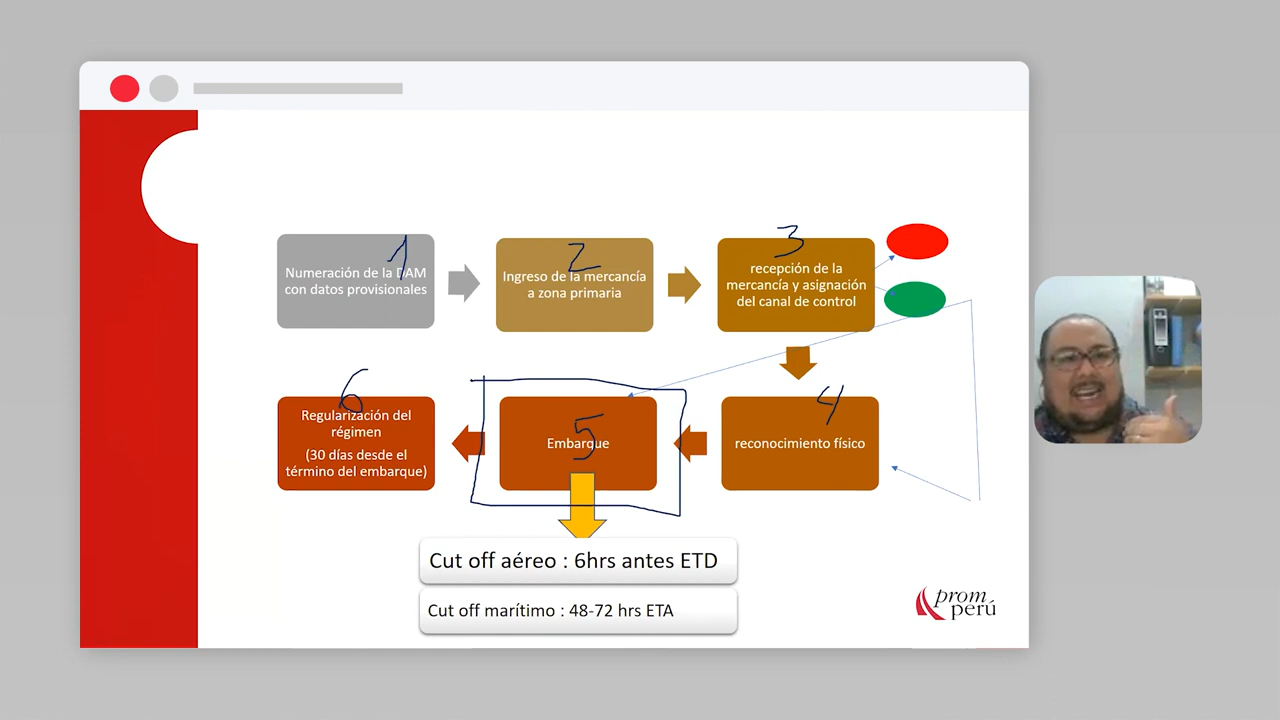 1
Numeración de la DAM
con datos provisionales
2
Ingreso de la mercancía
a zona primaria
3
recepción de la
mercancía y asignación
del canal de control
4
reconocimiento físico
5
Embarque
6
Regularización del
régimen
(30 días desde el
término del embarque)
Cut off aéreo : 6hrs antes ETD
Cut off marítimo : 48-72 hrs ETA
prom
perú